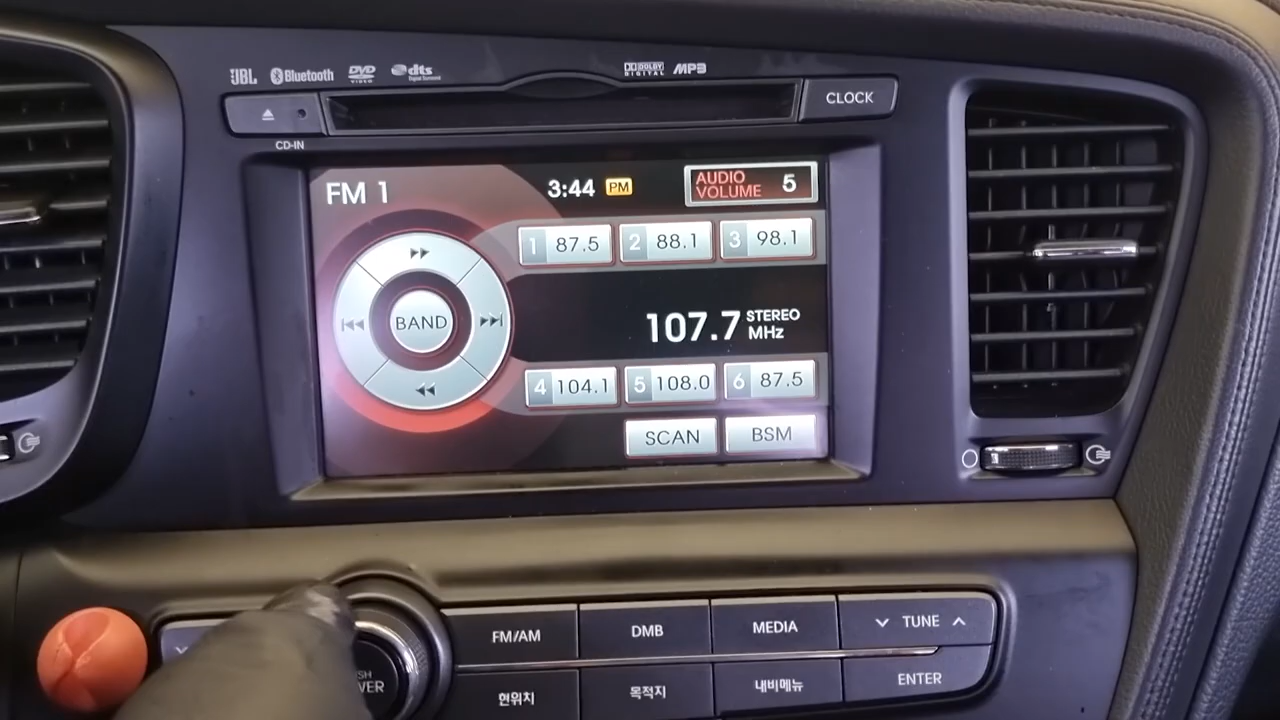 JBL Bluetooth DVD VIDEO dts Digital Surround DOLBY DIGITAL MP3
CLOCK
CD-IN
FM 1 3:44 PM AUDIO VOLUME 5
1 87.5 2 88.1 3 98.1
BAND
107.7 STEREO MHz
4 104.1 5 108.0 6 87.5
SCAN BSM
FM/AM DMB MEDIA TUNE
현위치 목적지 내비메뉴 ENTER